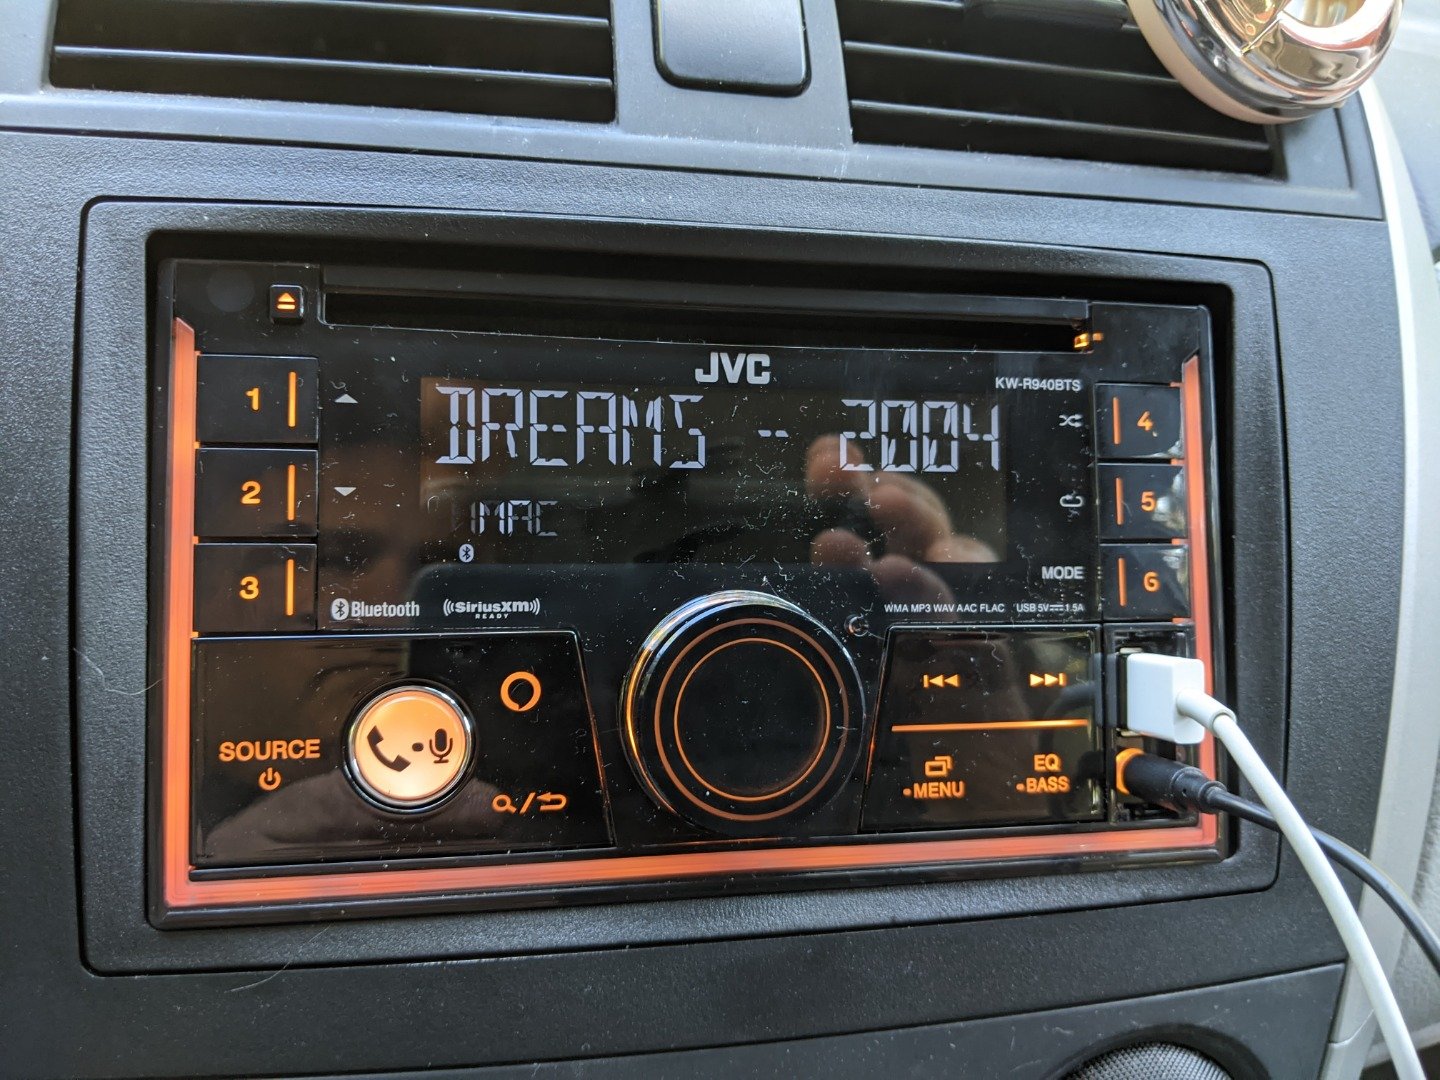 JVC
KW-R940BTS
DREAMS - 2004
MAC
1
2
3
4
5
6
MODE
Bluetooth
((SiriusXM))
READY
WMA MP3 WAV AAC FLAC
USB 5V⎓1.5A
SOURCE
MENU
EQ
BASS